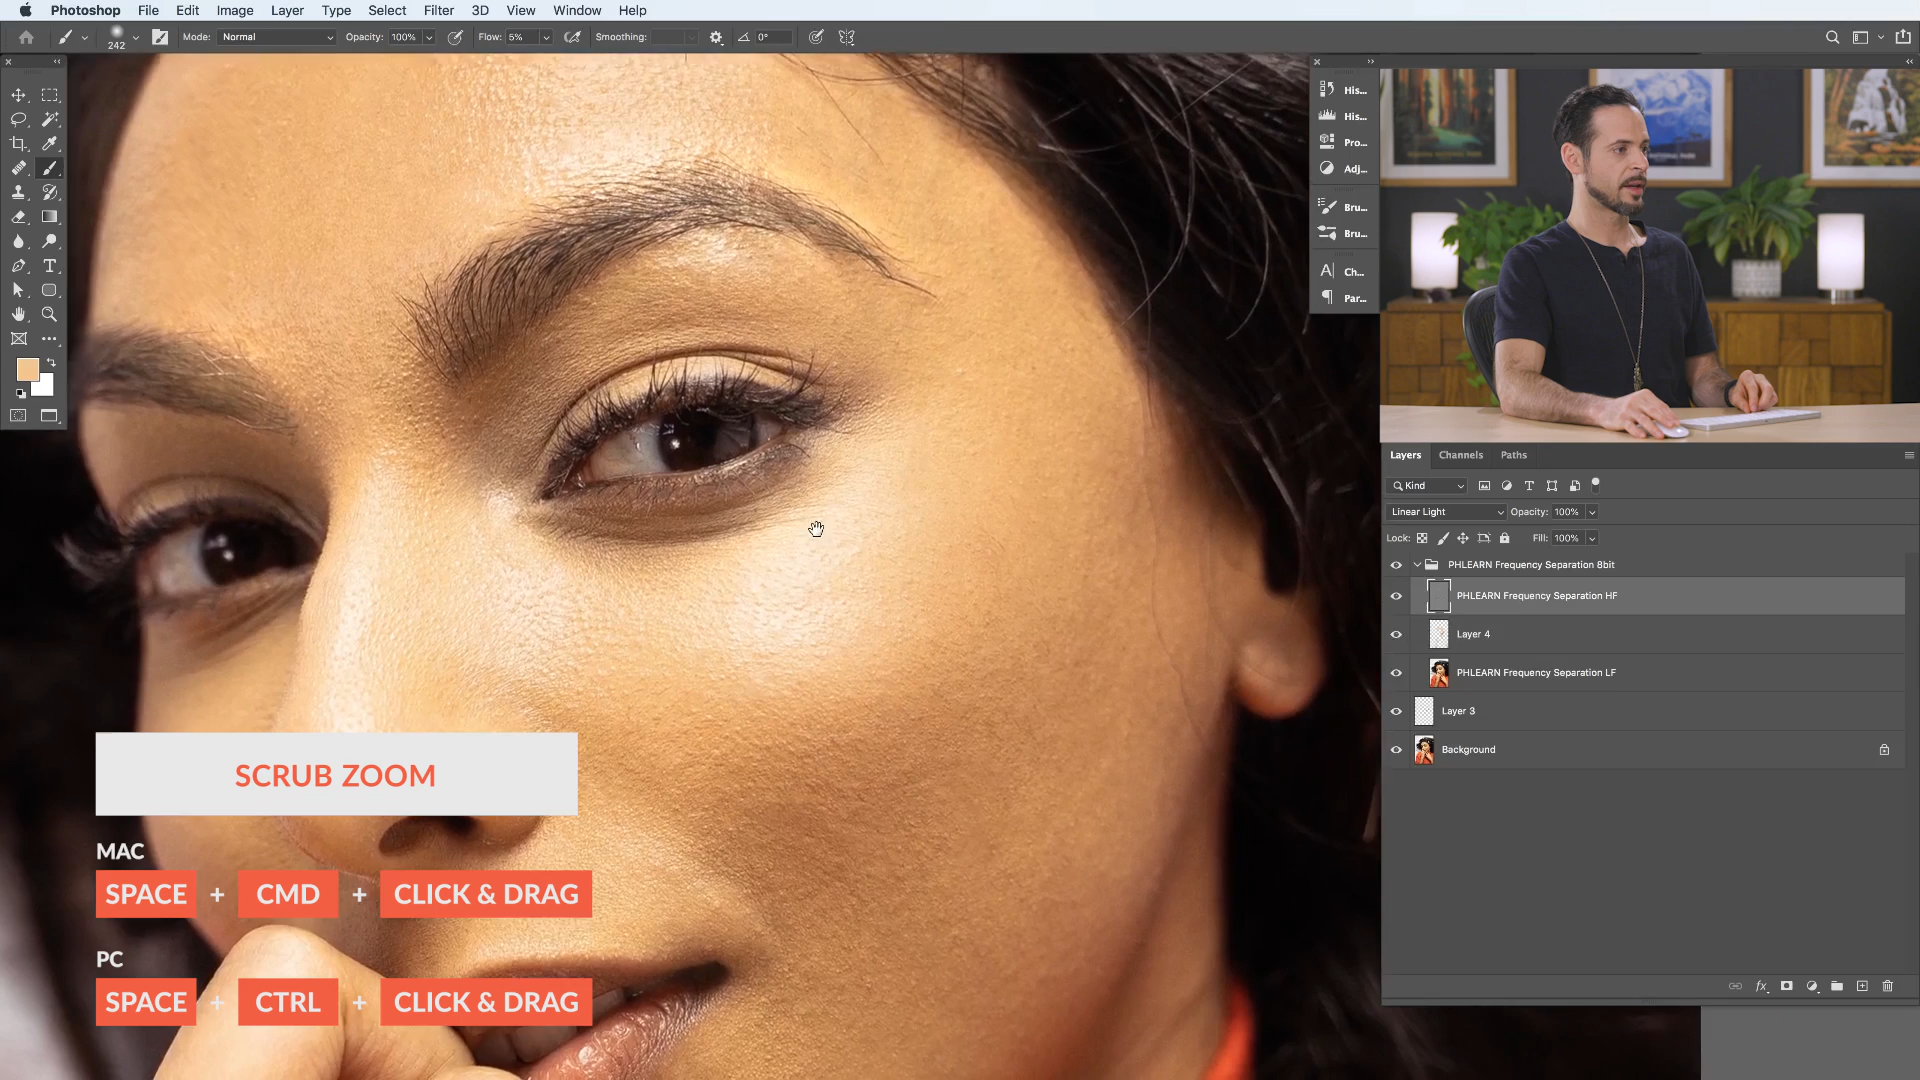 Photoshop File Edit Image Layer Type Select Filter 3D View Window Help
242 Mode: Normal Opacity: 100% Flow: 5% Smoothing: 0°
His...
His...
Pro...
Adj...
Bru...
Bru...
Ch...
Par...
Layers Channels Paths
Kind
Linear Light Opacity: 100%
Lock: Fill: 100%
PHLEARN Frequency Separation 8bit
PHLEARN Frequency Separation HF
Layer 4
PHLEARN Frequency Separation LF
Layer 3
Background
fx
SCRUB ZOOM
MAC
SPACE + CMD + CLICK & DRAG
PC
SPACE + CTRL + CLICK & DRAG